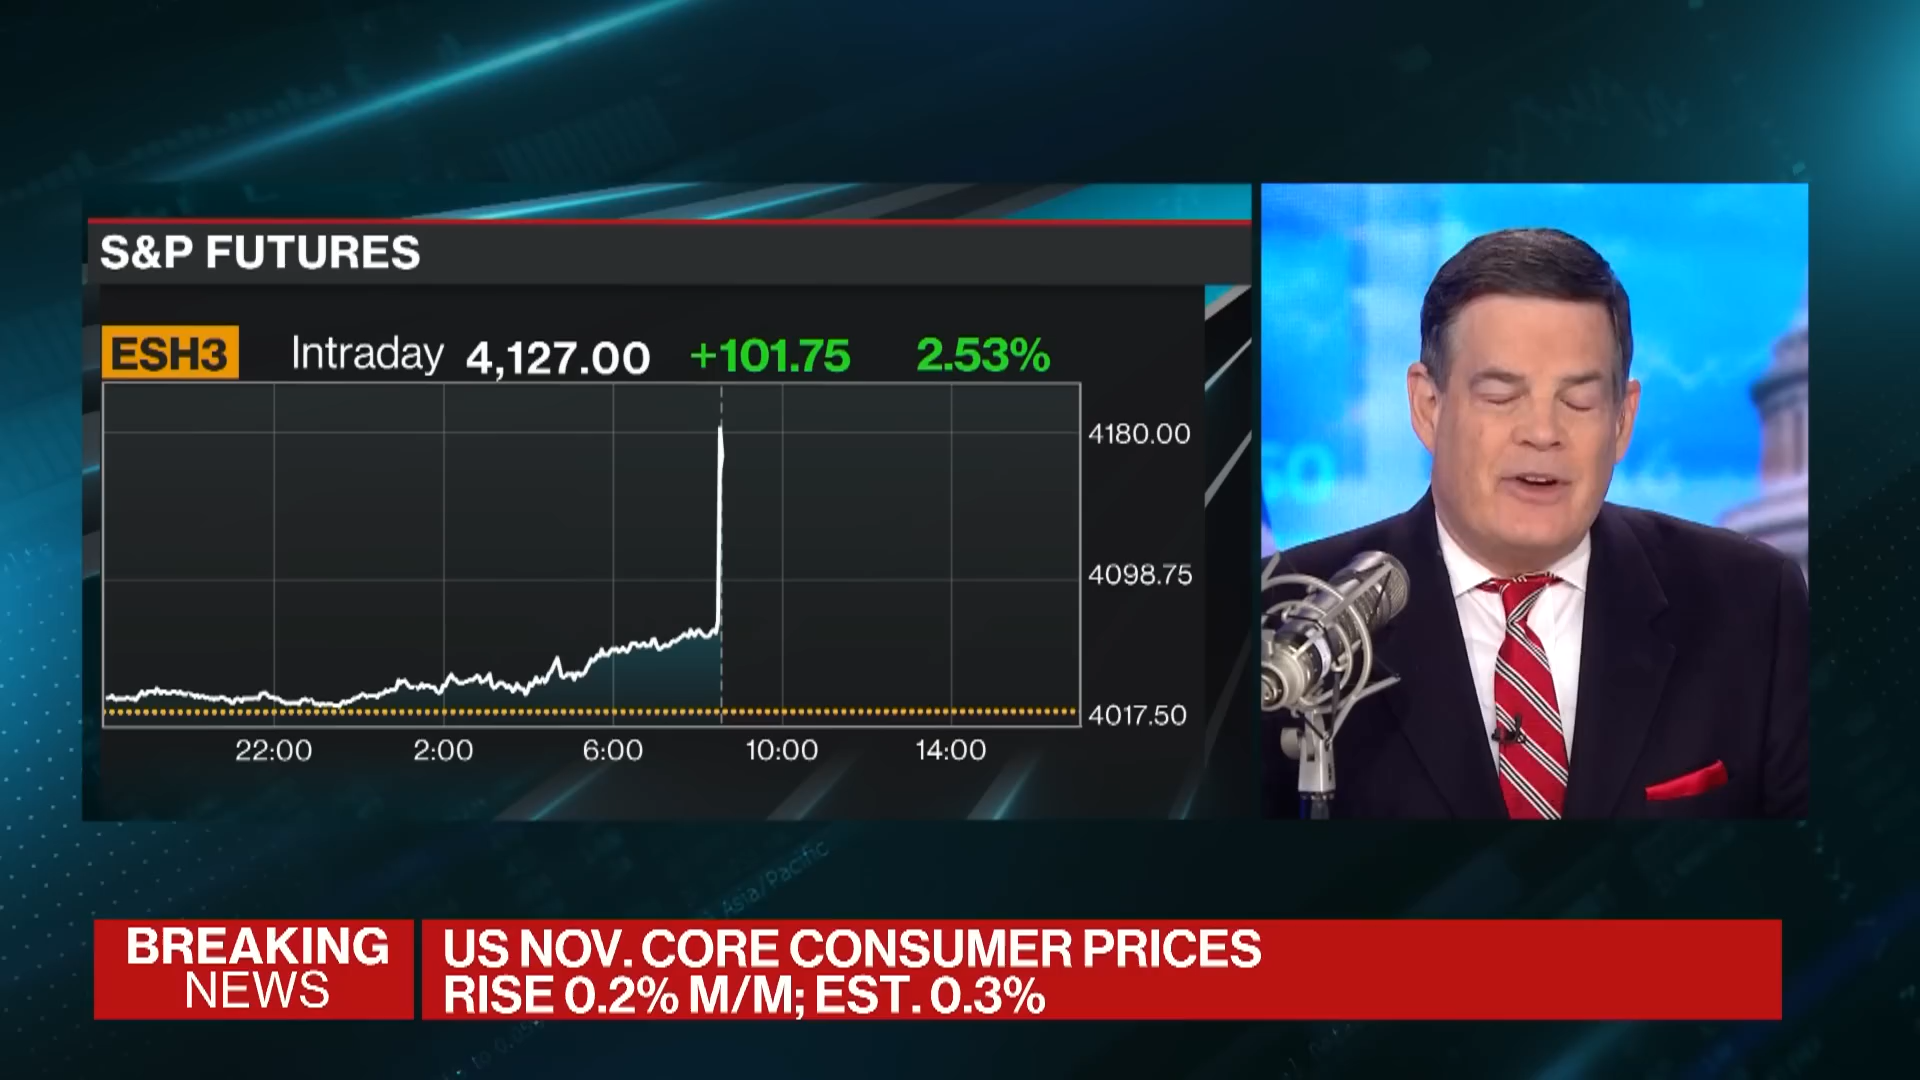 S&P FUTURES
ESH3 Intraday 4,127.00 +101.75 2.53%
4180.00
4098.75
4017.50
22:00 2:00 6:00 10:00 14:00
Asia/Pacific
BREAKING
NEWS
US NOV. CORE CONSUMER PRICES
RISE 0.2% M/M; EST. 0.3%